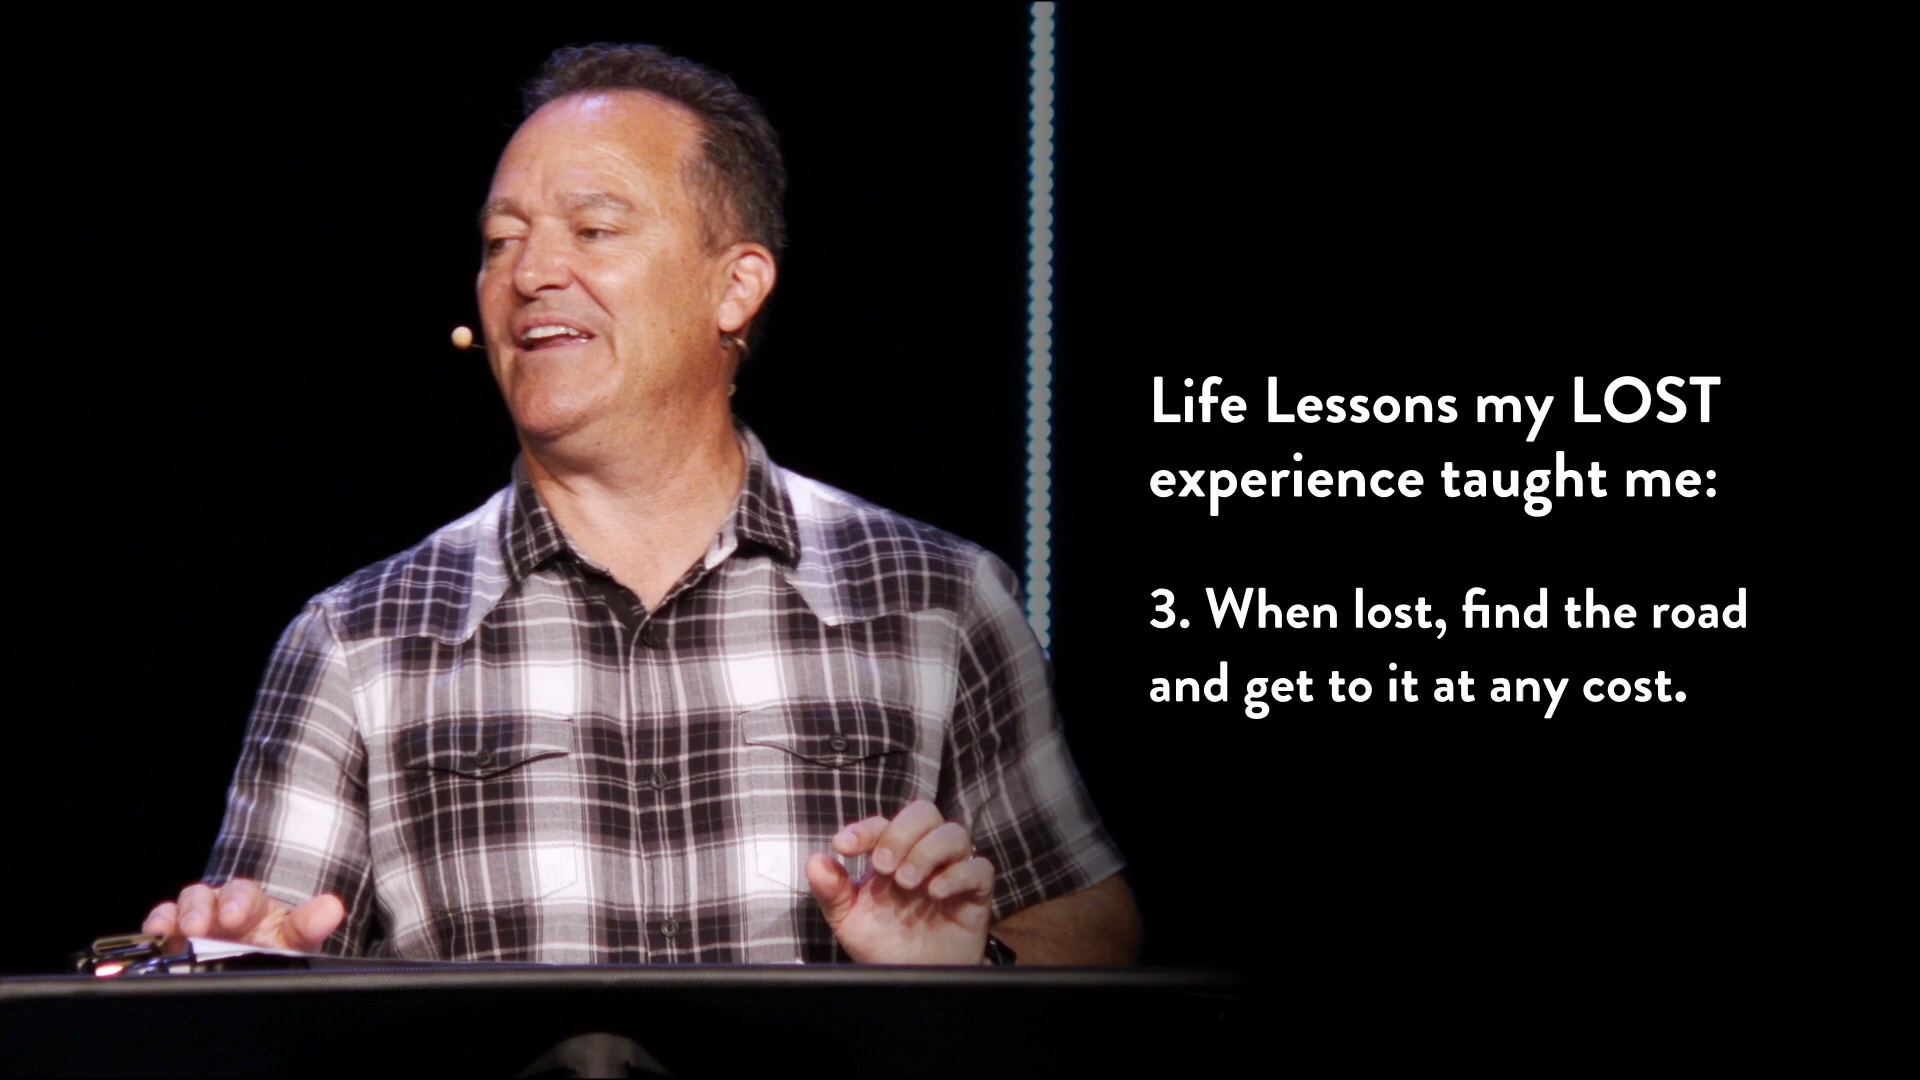 Life Lessons my LOST
experience taught me:
3. When lost, find the road
and get to it at any cost.